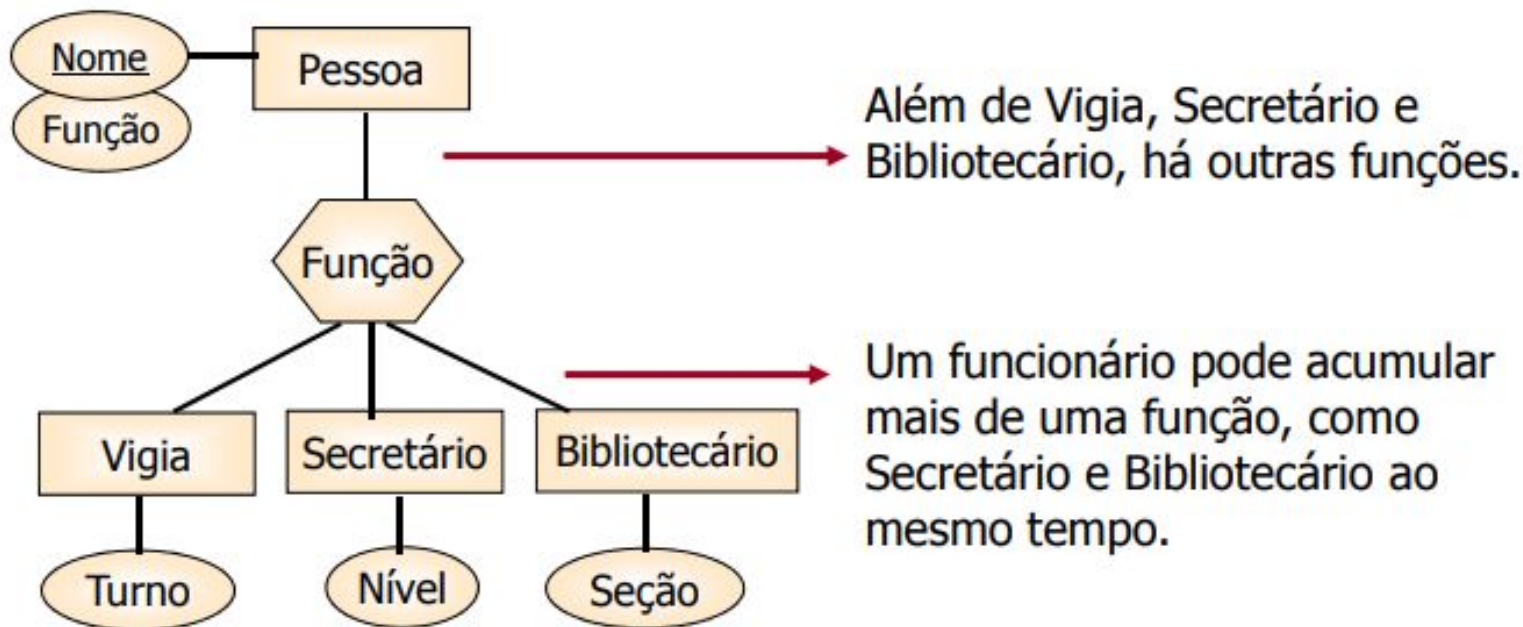 Nome
Pessoa
Função
Além de Vigia, Secretário e
Bibliotecário, há outras funções.
Função
Um funcionário pode acumular
mais de uma função, como
Secretário e Bibliotecário ao
mesmo tempo.
Vigia
Secretário
Bibliotecário
Turno
Nível
Seção